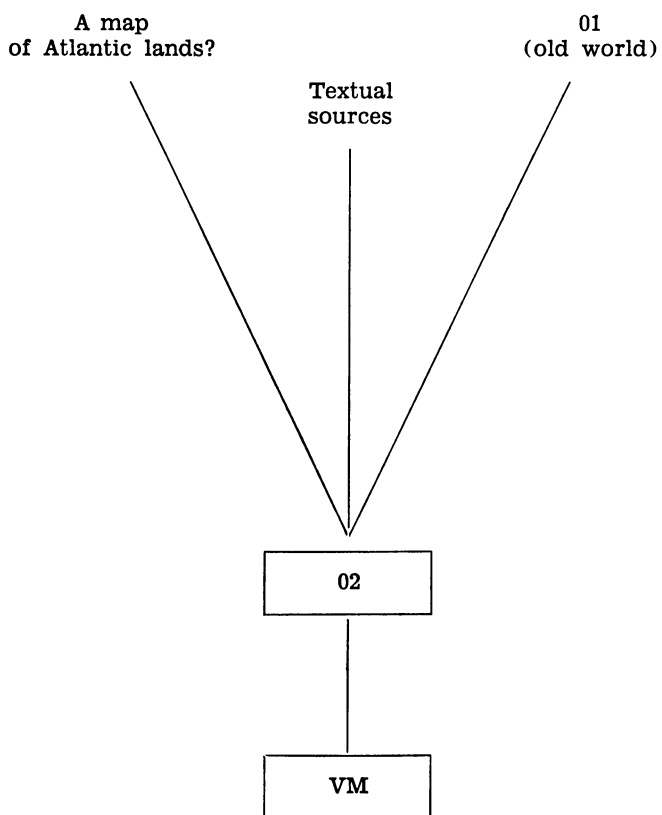 A map
of Atlantic lands?
Textual
sources
01
(old world)
02
VM